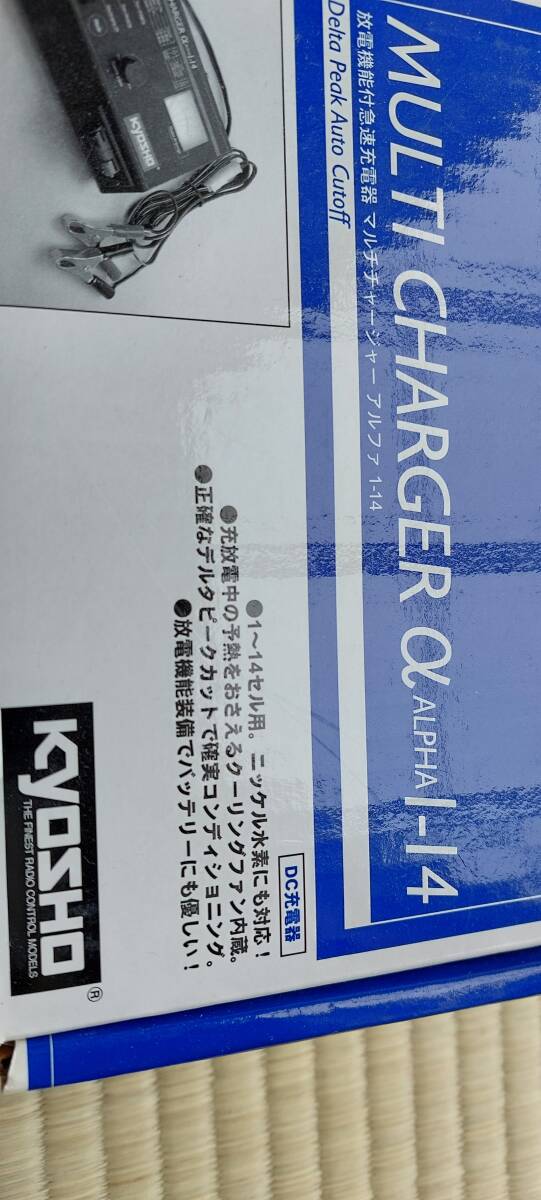 MULTI CHARGER α ALPHA 1-14
放電機能付急速充電器 マルチチャージャー アルファ 1-14
Delta Peak Auto Cutoff
CHARGER α 1-14
KYOSHO
DC充電器
●1～14セル用。ニッケル水素にも対応！
●充放電中の予熱をおさえるクーリングファン内蔵。
●正確なデルタピークカットで確実コンディショニング。
●放電機能装備でバッテリーにも優しい！
KYOSHO
®
THE FINEST RADIO CONTROL MODELS